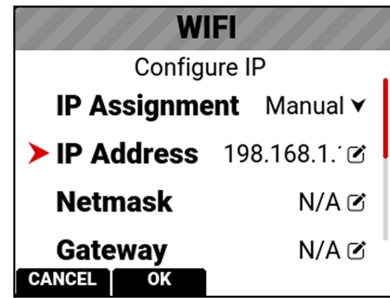 WIFI
Configure IP
IP Assignment Manual
IP Address 198.168.1.
Netmask N/A
Gateway N/A
CANCEL OK